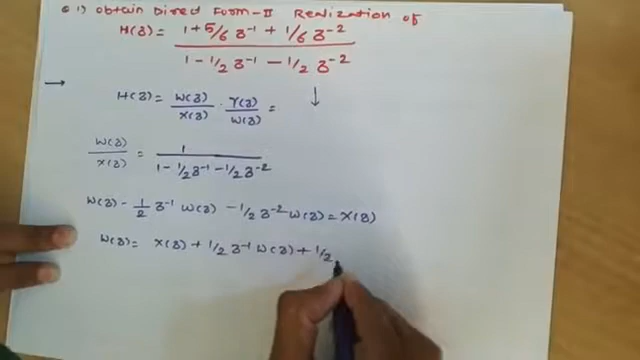 Q 1) Obtain Direct Form-II Realization of
H(z) = 1 + 5/6 z⁻¹ + 1/6 z⁻² / 1 - 1/2 z⁻¹ - 1/2 z⁻²
→ H(z) = W(z)/X(z) · Y(z)/W(z) = ↓
W(z)/X(z) = 1 / 1 - 1/2 z⁻¹ - 1/2 z⁻²
W(z) - 1/2 z⁻¹ W(z) - 1/2 z⁻² W(z) = X(z)
W(z) = X(z) + 1/2 z⁻¹ W(z) + 1/2